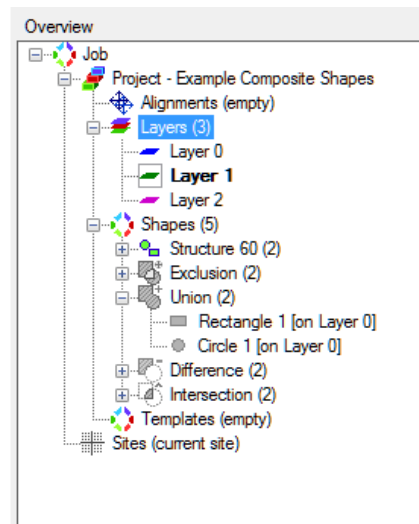 Overview
Job
Project - Example Composite Shapes
Alignments (empty)
Layers (3)
Layer 0
Layer 1
Layer 2
Shapes (5)
Structure 60 (2)
Exclusion (2)
Union (2)
Rectangle 1 [on Layer 0]
Circle 1 [on Layer 0]
Difference (2)
Intersection (2)
Templates (empty)
Sites (current site)